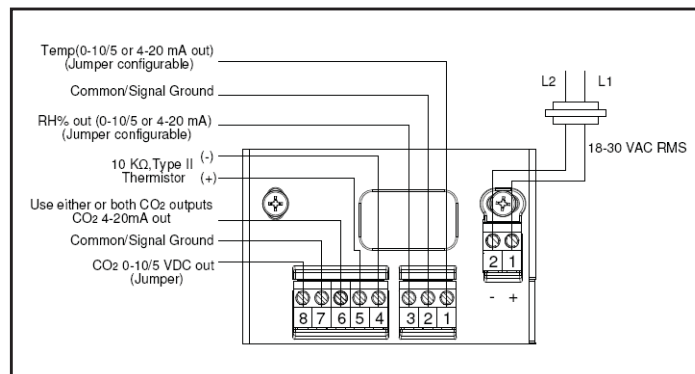 Temp(0-10/5 or 4-20 mA out)
(Jumper configurable)
Common/Signal Ground
RH% out (0-10/5 or 4-20 mA)
(Jumper configurable)
10 KΩ,Type II (-)
Thermistor (+)
Use either or both CO2 outputs
CO2 4-20mA out
Common/Signal Ground
CO2 0-10/5 VDC out
(Jumper)
L2 L1
18-30 VAC RMS
2 1
- +
8 7 6 5 4
3 2 1